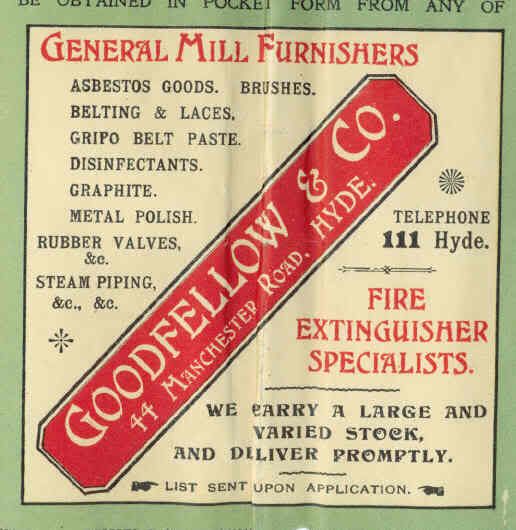 BE OBTAINED IN POCKET FORM FROM ANY OF
GENERAL MILL FURNISHERS
ASBESTOS GOODS. BRUSHES.
BELTING & LACES.
GRIPO BELT PASTE.
DISINFECTANTS.
GRAPHITE.
METAL POLISH.
RUBBER VALVES,
&c.
STEAM PIPING,
&c., &c.
GOODFELLOW & Co.
44 MANCHESTER ROAD, HYDE.
TELEPHONE
111 Hyde.
FIRE
EXTINGUISHER
SPECIALISTS.
WE CARRY A LARGE AND
VARIED STOCK,
AND DELIVER PROMPTLY.
LIST SENT UPON APPLICATION.